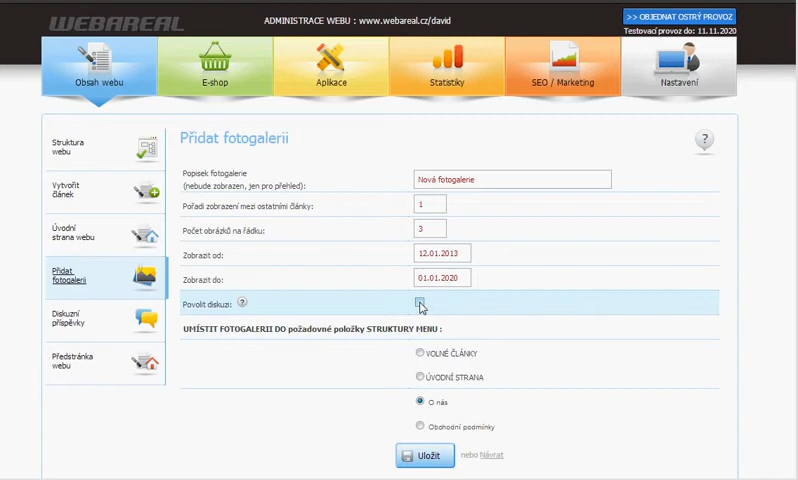 WEBAREAL
ADMINISTRACE WEBU : www.webareal.cz/david
>> OBJEDNAT OSTRÝ PROVOZ
Testovací provoz do: 11.11.2020
Obsah webu
E-shop
Aplikace
Statistiky
SEO / Marketing
Nastavení
Struktura
webu
Vytvořit
článek
Úvodní
strana webu
Přidat
fotogalerii
Diskuzní
příspěvky
Předstránka
webu
Přidat fotogalerii
?
Popisek fotogalerie
(nebude zobrazen, jen pro přehled):
Nová fotogalerie
Pořadí zobrazení mezi ostatními články:
1
Počet obrázků na řádku:
3
Zobrazit od:
12.01.2013
Zobrazit do:
01.01.2020
Povolit diskuzi:
?
UMÍSTIT FOTOGALERII DO požadované položky STRUKTURY MENU :
VOLNÉ ČLÁNKY
ÚVODNÍ STRANA
O nás
Obchodní podmínky
Uložit
nebo Návrat